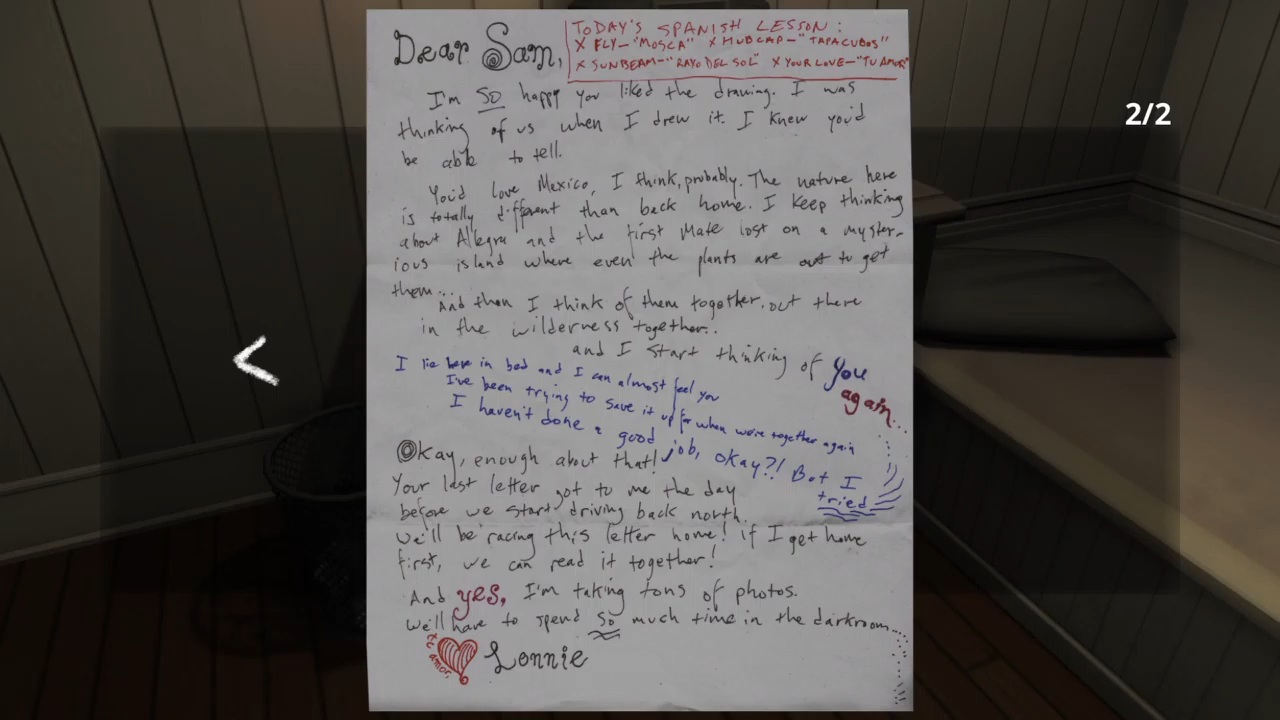 Dear Sam,
TODAY'S SPANISH LESSON:
x FLY–"MOSCA" x HUBCAP–"TAPACUBOS"
x SUNBEAM–"RAYO DEL SOL" x YOUR LOVE–"TU AMOR"
I'm SO happy you liked the drawing. I was
thinking of us when I drew it. I knew you'd
be able to tell.
You'd love Mexico, I think, probably. The nature here
is totally different than back home. I keep thinking
about Allegra and the First Mate lost on a myster-
ious island where even the plants are out to get
them...
And then I think of them together, out there
in the wilderness together..
and I start thinking of you
again...
I lie here in bed and I can almost feel you
I've been trying to save it up for when we're together again
I haven't done a good job, okay?! But I
tried
Okay, enough about that!
Your last letter got to me the day
before we start driving back north.
We'll be racing this letter home! if I get home
first, we can read it together!
And yes, I'm taking tons of photos.
We'll have to spend SO much time in the darkroom...
Lonnie
2/2